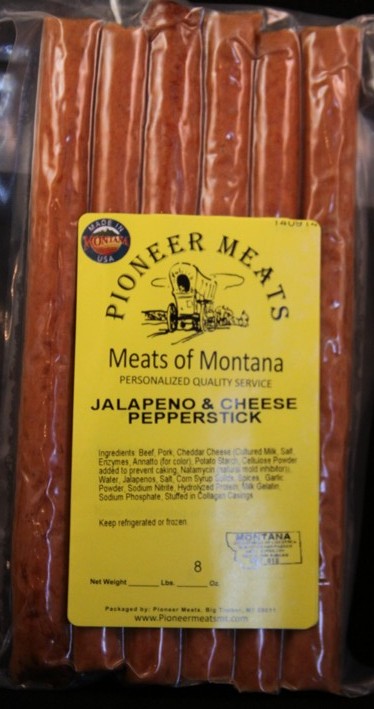 MADE IN
MONTANA
USA
PIONEER MEATS
Meats of Montana
PERSONALIZED QUALITY SERVICE
JALAPENO & CHEESE
PEPPERSTICK
Ingredients: Beef, Pork, Cheddar Cheese (Cultured Milk, Salt,
Enzymes, Annatto (for color), Potato Starch, Cellulose Powder
added to prevent caking, Natamycin (natural mold inhibitor)),
Water, Jalapenos, Salt, Corn Syrup Solids, Spices, Garlic
Powder, Sodium Nitrite, Hydrolyzed Protein, Milk Gelatin,
Sodium Phosphate, Stuffed in Collagen Casings
Keep refrigerated or frozen
MONTANA
8
Net Weight ______ Lbs. ______ Oz.
Packaged by: Pioneer Meats, Big Timber, MT 59011
www.Pioneermeatsmt.com